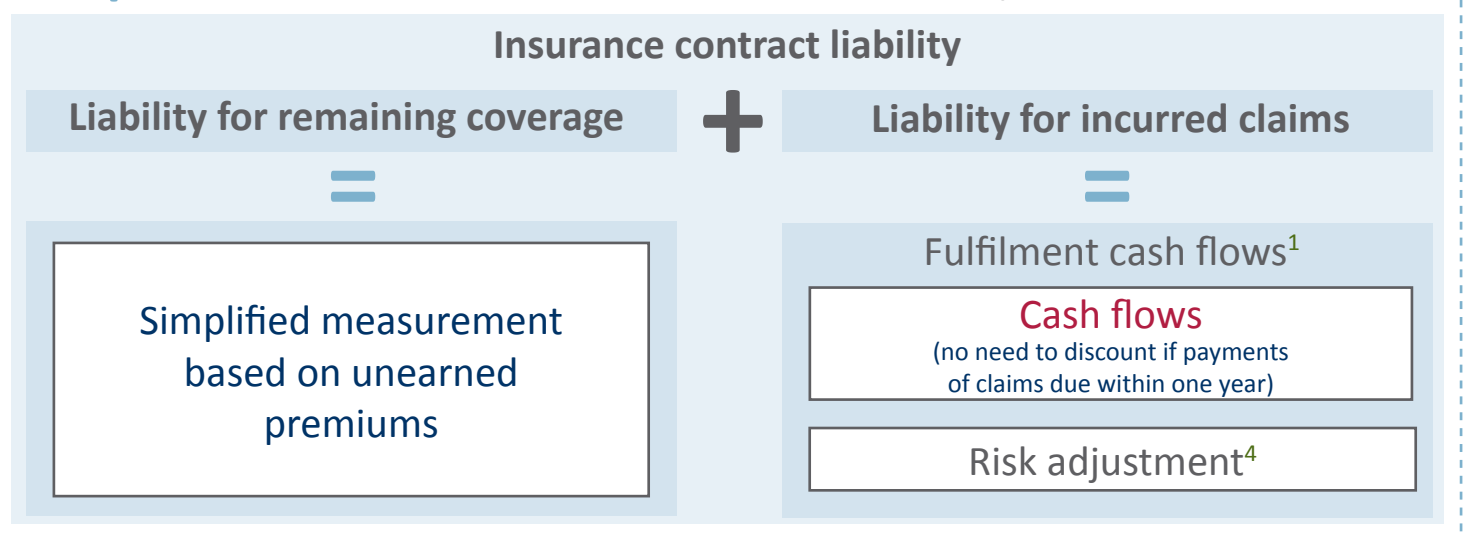 Insurance contract liability
Liability for remaining coverage
+
Liability for incurred claims
=
=
Simplified measurement
based on unearned
premiums
Fulfilment cash flows1
Cash flows
(no need to discount if payments
of claims due within one year)
Risk adjustment4